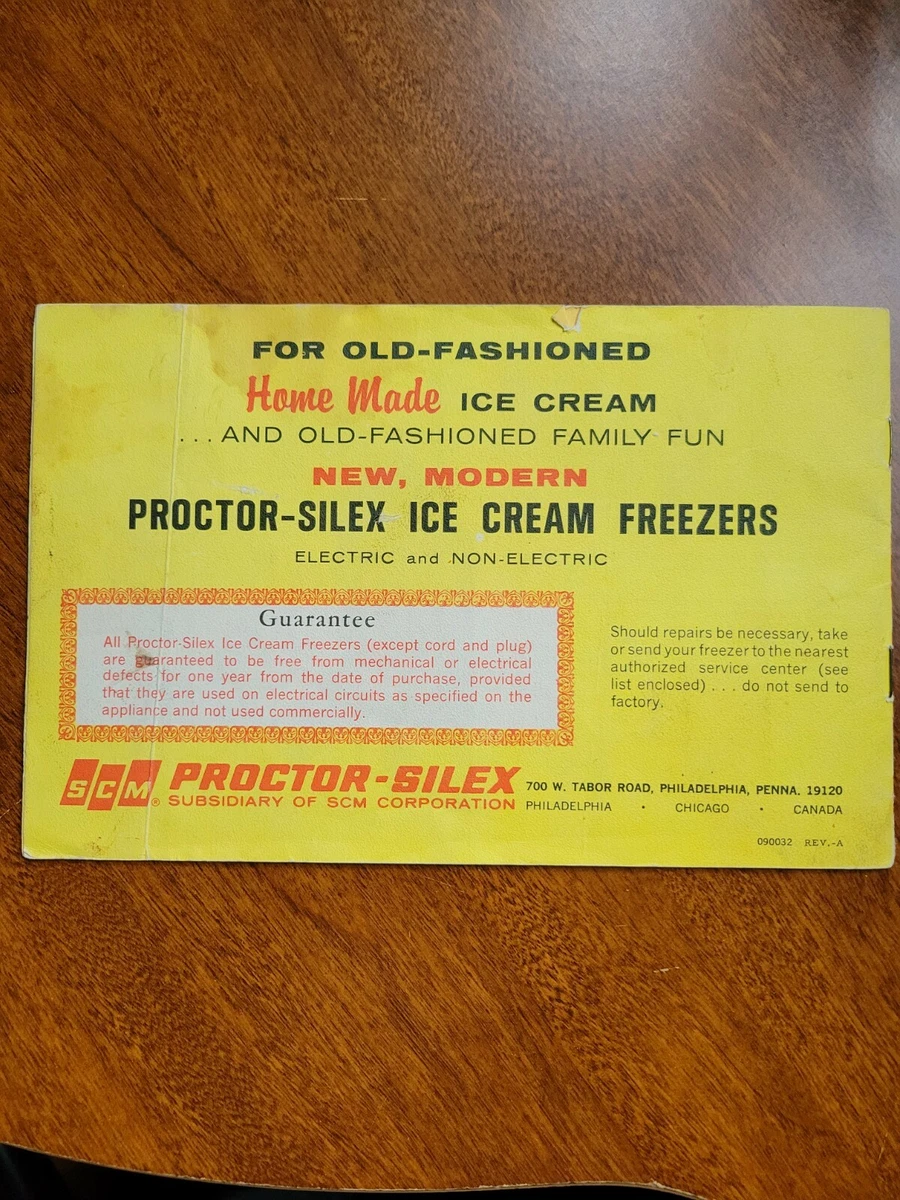 FOR OLD-FASHIONED
Home Made ICE CREAM
...AND OLD-FASHIONED FAMILY FUN
NEW, MODERN
PROCTOR-SILEX ICE CREAM FREEZERS
ELECTRIC and NON-ELECTRIC
Guarantee
All Proctor-Silex Ice Cream Freezers (except cord and plug)
are guaranteed to be free from mechanical or electrical
defects for one year from the date of purchase, provided
that they are used on electrical circuits as specified on the
appliance and not used commercially.
Should repairs be necessary, take
or send your freezer to the nearest
authorized service center (see
list enclosed) . . . do not send to
factory.
SCM® PROCTOR-SILEX
SUBSIDIARY OF SCM CORPORATION
700 W. TABOR ROAD, PHILADELPHIA, PENNA. 19120
PHILADELPHIA • CHICAGO • CANADA
090032 REV.-A